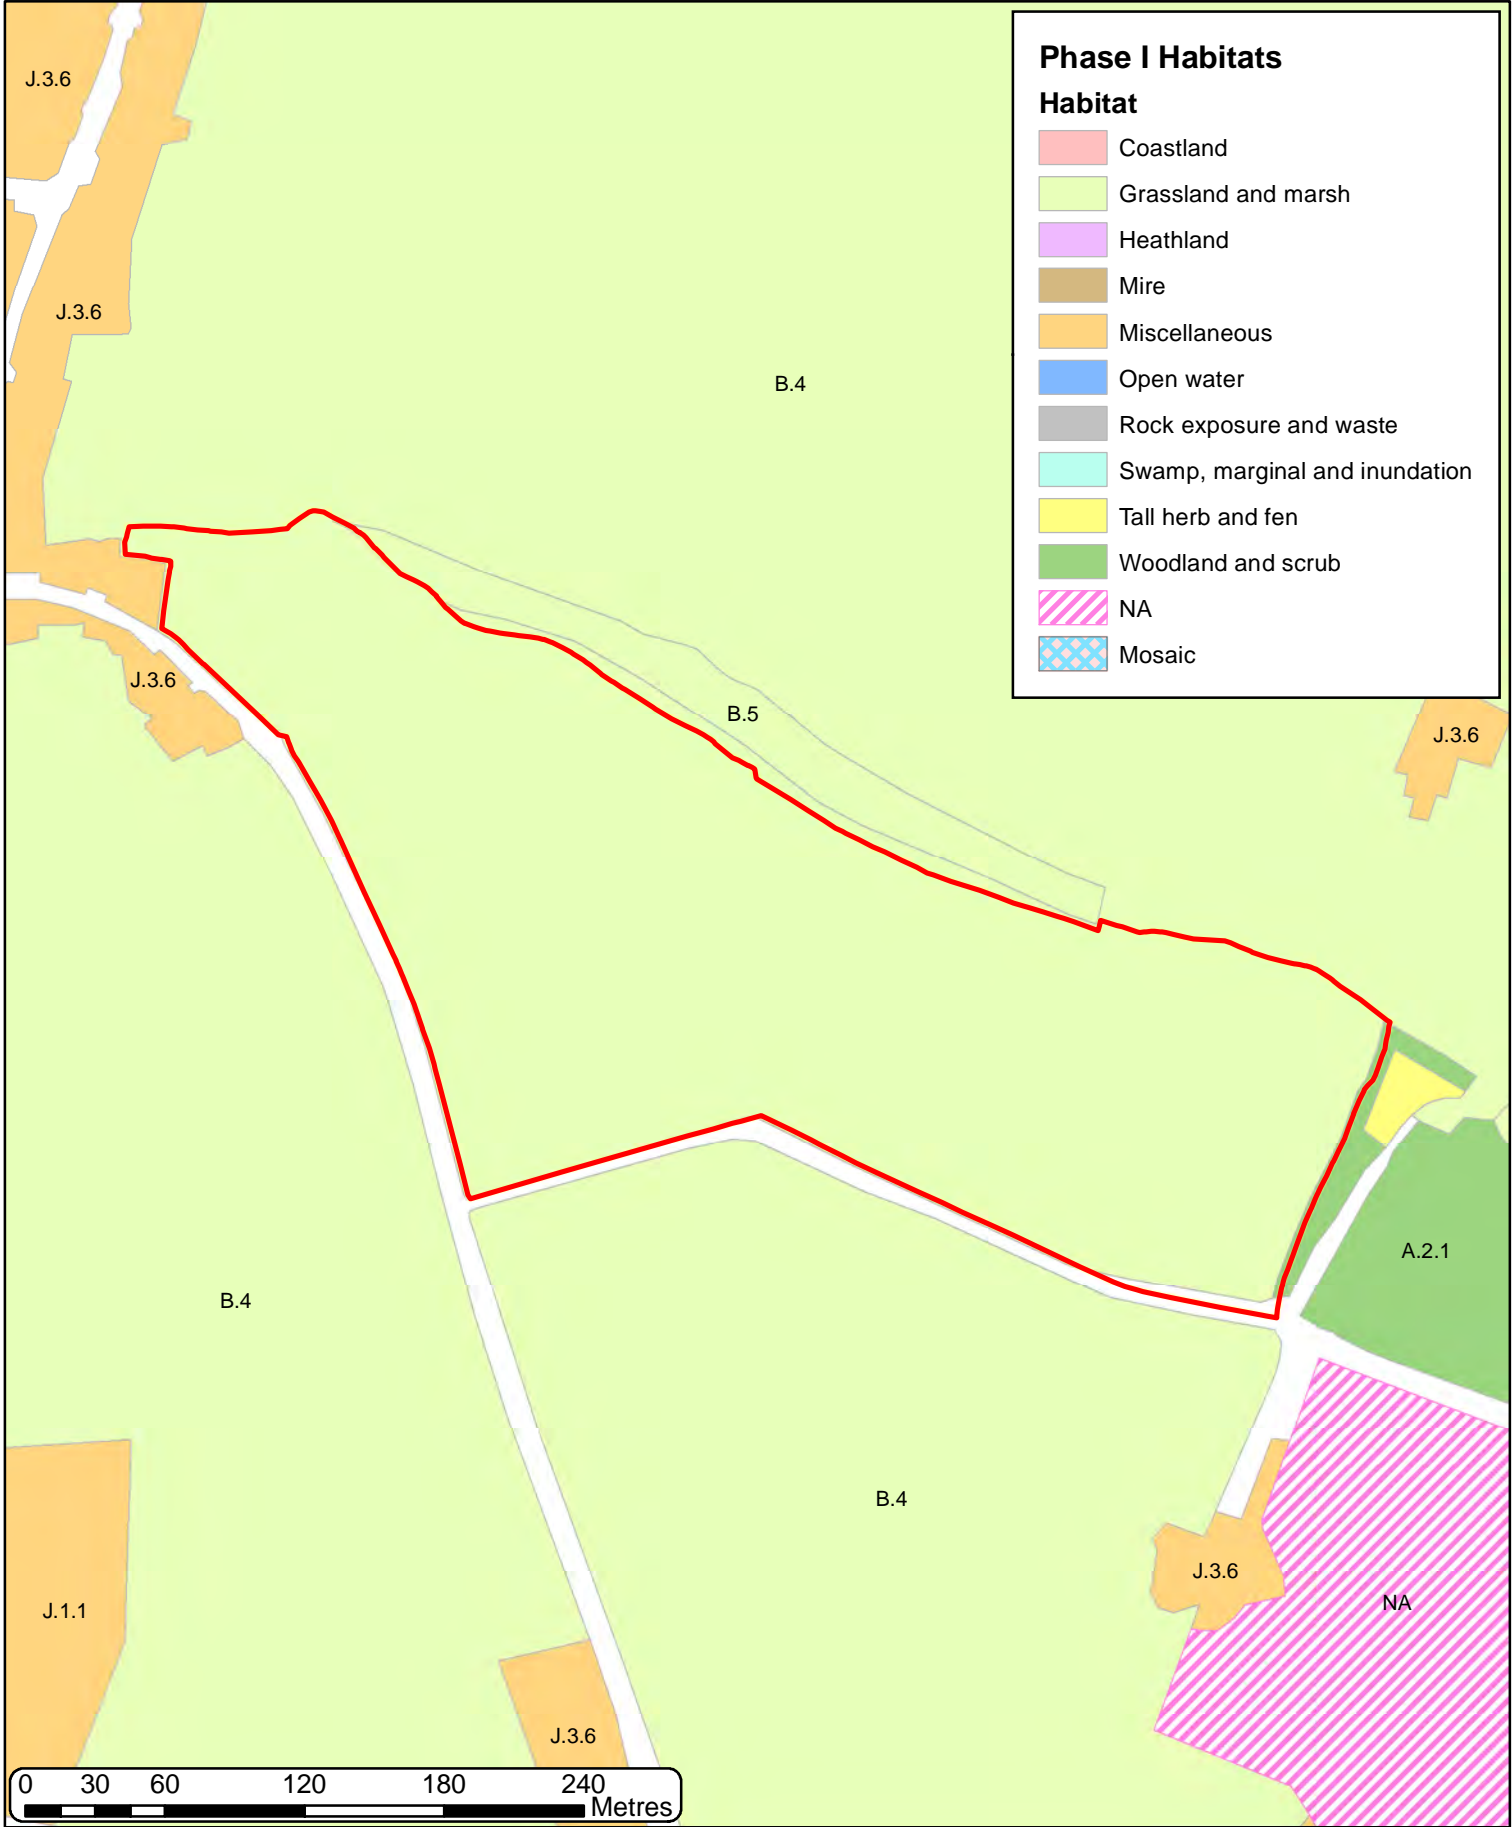 Phase I Habitats
Habitat
Coastland
Grassland and marsh
Heathland
Mire
Miscellaneous
Open water
Rock exposure and waste
Swamp, marginal and inundation
Tall herb and fen
Woodland and scrub
NA
Mosaic
J.3.6
J.3.6
B.4
J.3.6
B.5
J.3.6
A.2.1
B.4
B.4
J.3.6
NA
J.1.1
J.3.6
0 30 60 120 180 240
Metres